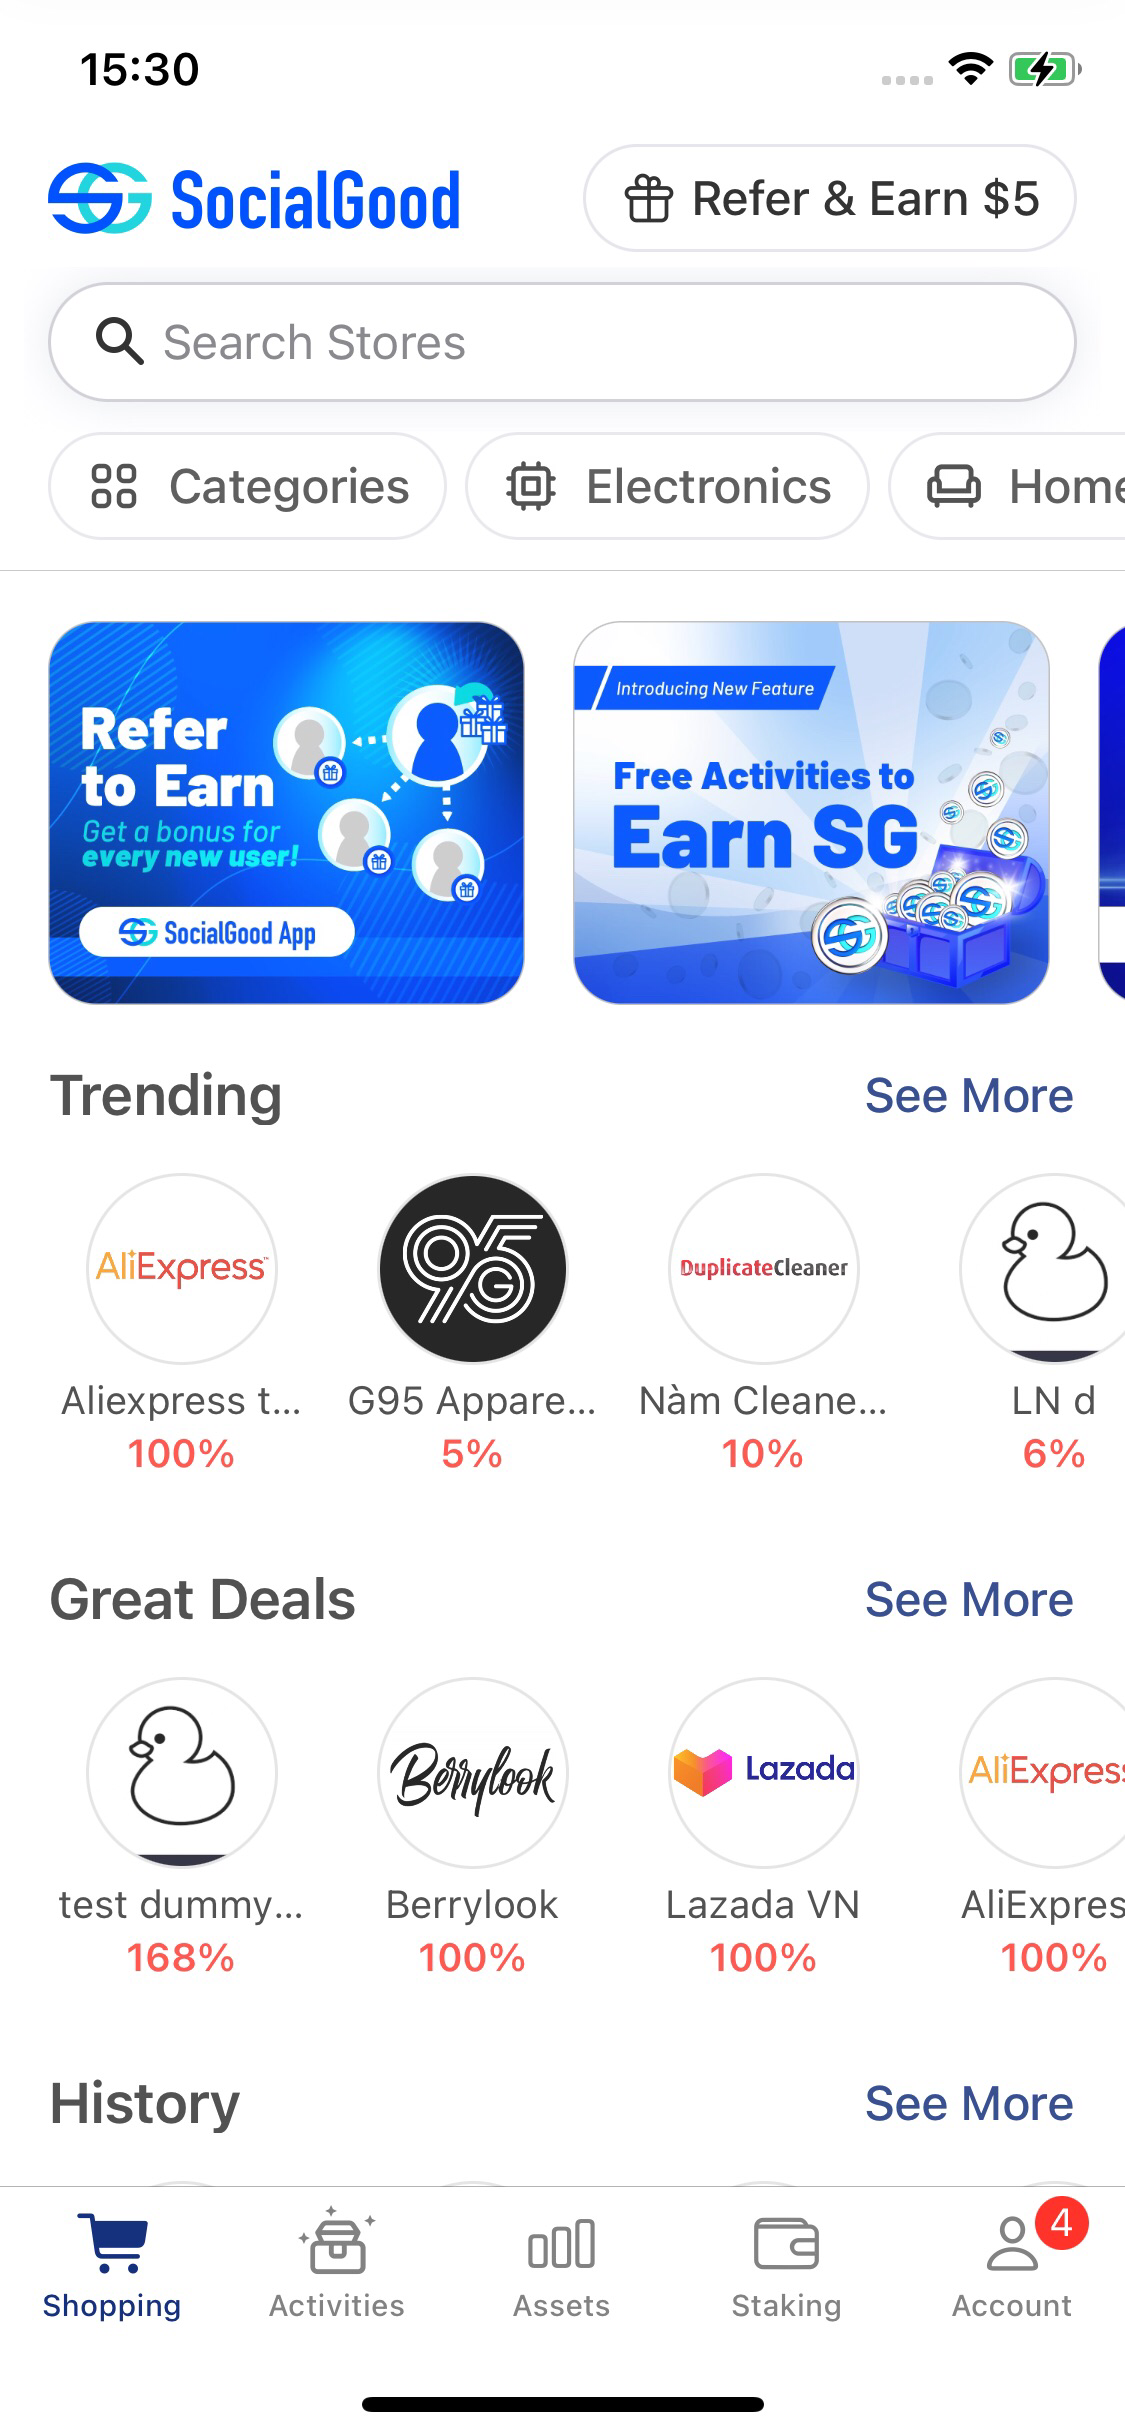 15:30
SocialGood
Refer & Earn $5
Search Stores
Categories
Electronics
Home
Refer
to Earn
Get a bonus for
every new user!
SocialGood App
Introducing New Feature
Free Activities to
Earn SG
Trending
See More
AliExpress™
95G
DuplicateCleaner
Aliexpress t...
G95 Appare...
Nàm Cleane...
LN d
100%
5%
10%
6%
Great Deals
See More
Berrylook
Lazada
AliExpress
test dummy...
Berrylook
Lazada VN
AliExpres
168%
100%
100%
100%
History
See More
4
Shopping
Activities
Assets
Staking
Account